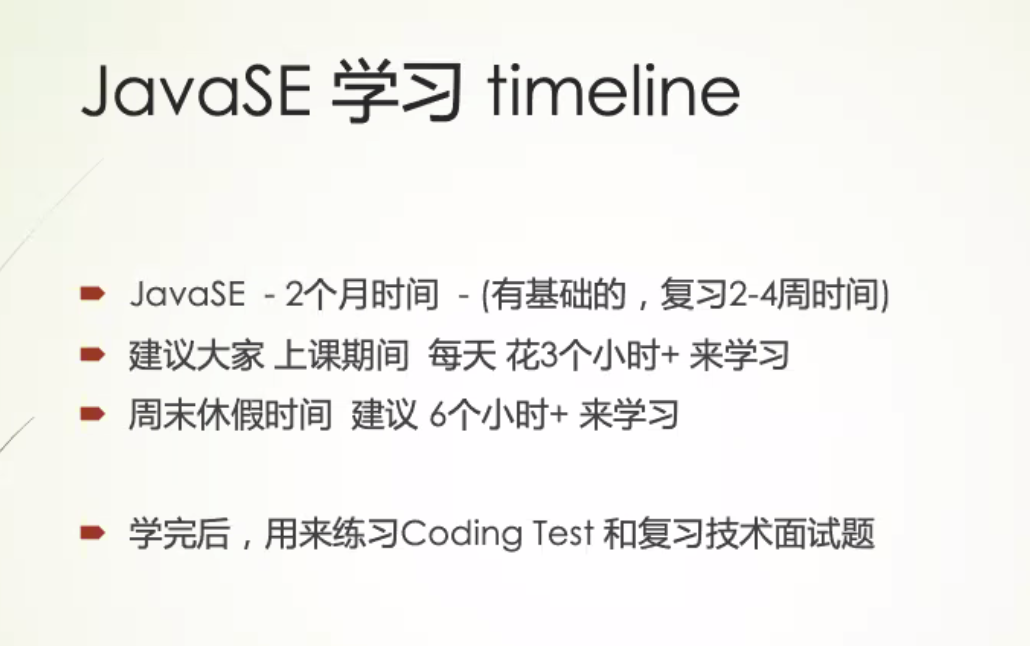 JavaSE 学习 timeline
JavaSE - 2个月时间 - (有基础的，复习2-4周时间)
建议大家 上课期间 每天 花3个小时+ 来学习
周末休假时间 建议 6个小时+ 来学习
学完后，用来练习Coding Test 和复习技术面试题